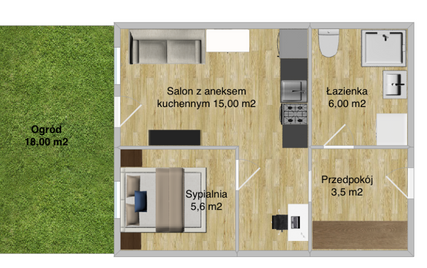 Salon z aneksem
kuchennym 15,00 m2
Łazienka
6,00 m2
Ogród
18,00 m2
Sypialnia
5,6 m2
Przedpokój
3,5 m2